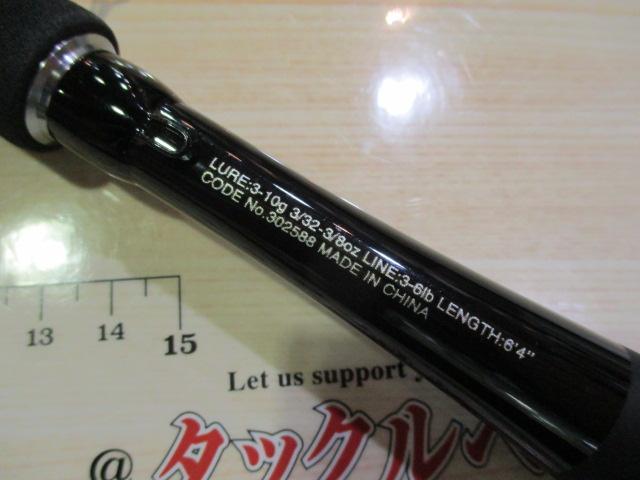 LURE:3-10g 3/32-3/8oz LINE:3-6lb LENGTH:6'4"
CODE No.302588 MADE IN CHINA
13 14 15
Let us support
@ タックル